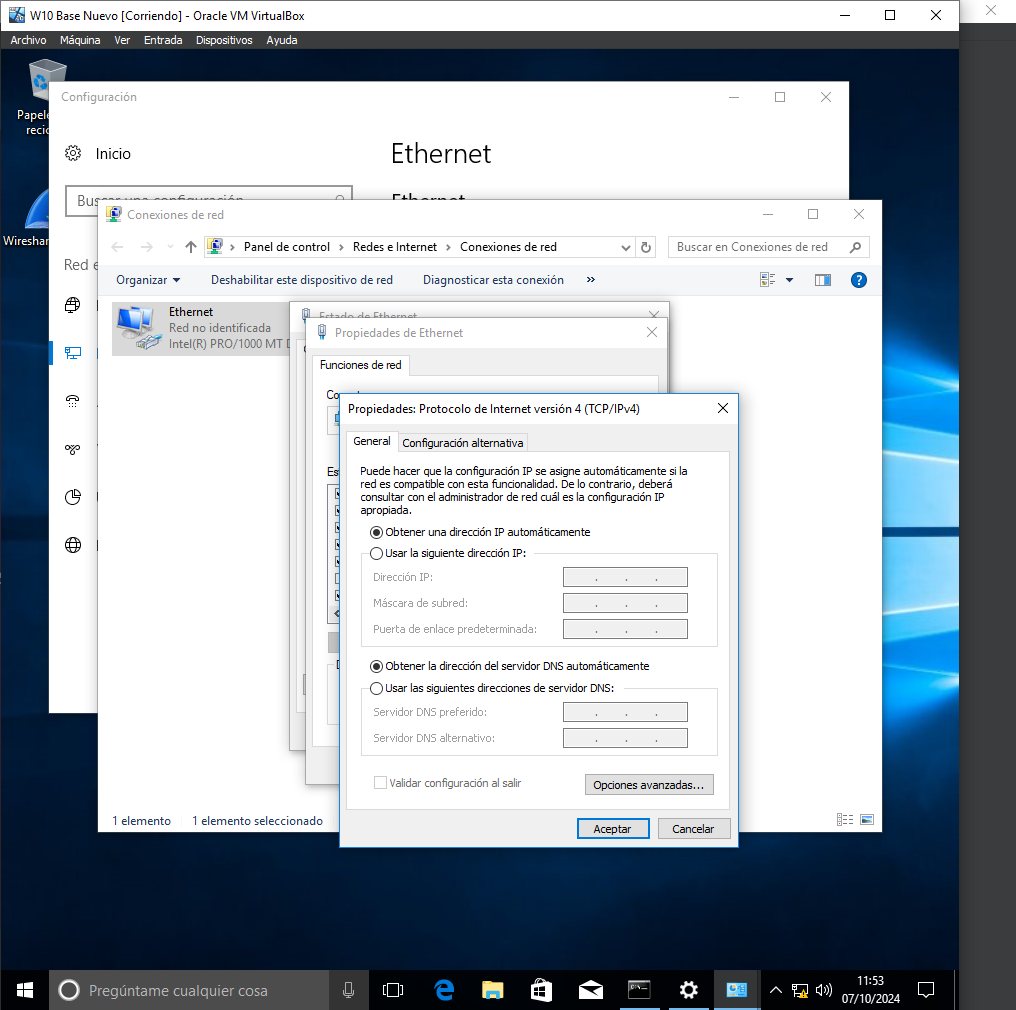 W10 Base Nuevo [Corriendo] - Oracle VM VirtualBox
Archivo Máquina Ver Entrada Dispositivos Ayuda
Configuración
Inicio
Ethernet
Ethernet
Buscar una configuración
Conexiones de red
Panel de control > Redes e Internet > Conexiones de red
Buscar en Conexiones de red
Organizar Deshabilitar este dispositivo de red Diagnosticar esta conexión »
Red e
Ethernet
Red no identificada
Intel(R) PRO/1000 MT D
Estado de Ethernet
Propiedades de Ethernet
Funciones de red
Propiedades: Protocolo de Internet versión 4 (TCP/IPv4)
General Configuración alternativa
Puede hacer que la configuración IP se asigne automáticamente si la
red es compatible con esta funcionalidad. De lo contrario, deberá
consultar con el administrador de red cuál es la configuración IP
apropiada.
Obtener una dirección IP automáticamente
Usar la siguiente dirección IP:
Dirección IP:
Máscara de subred:
Puerta de enlace predeterminada:
Obtener la dirección del servidor DNS automáticamente
Usar las siguientes direcciones de servidor DNS:
Servidor DNS preferido:
Servidor DNS alternativo:
Validar configuración al salir
Opciones avanzadas...
Aceptar Cancelar
1 elemento 1 elemento seleccionado
Papele
recic
Wireshar
Pregúntame cualquier cosa
11:53
07/10/2024